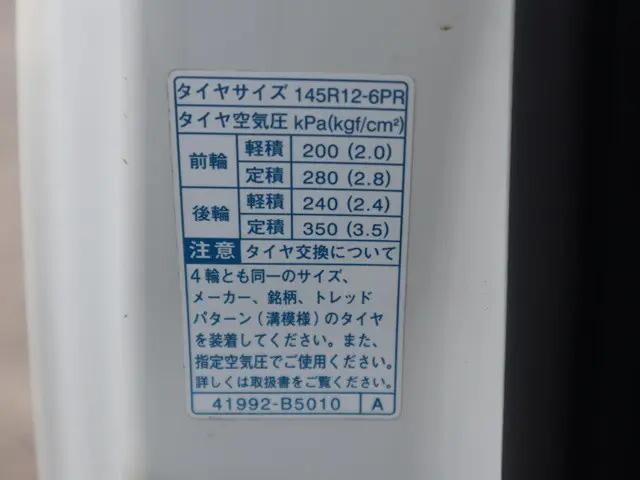 タイヤサイズ 145R12-6PR
タイヤ空気圧 kPa(kgf/cm²)
前輪 軽積 200 (2.0)
定積 280 (2.8)
後輪 軽積 240 (2.4)
定積 350 (3.5)
注意 タイヤ交換について
4輪とも同一のサイズ、
メーカー、銘柄、トレッド
パターン(溝模様)のタイヤ
を装着してください。また、
指定空気圧でご使用ください。
詳しくは取扱書をご覧ください。
41992-B5010 A